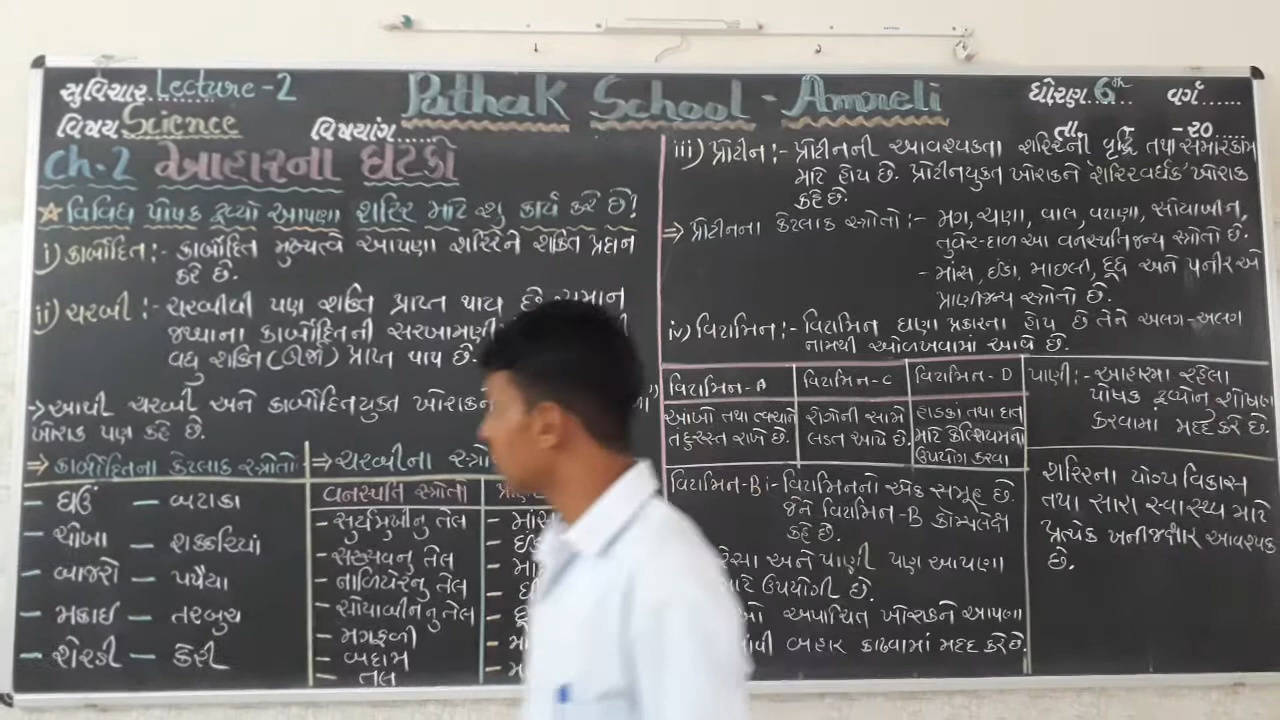 સુવિચાર Lecture-2
Pathak School - Amreli
ધોરણ 6th વર્ગ......
વિષય Science
વિષયાંગ.......
તા. - -૨૦.....
ch-2 આહારના ઘટકો
☆ વિવિધ પોષક દ્રવ્યો આપણા શરિર માટે શુ કાર્ય કરે છે?
i) કાર્બોદિત :- કાર્બોદિત મુખ્યત્વે આપણા શરિરને શક્તિ પ્રદાન
કરે છે.
ii) ચરબી :- ચરબીથી પણ શક્તિ પ્રાપ્ત થાય છે
જથ્થાના કાર્બોદિતની સરખામણી
વધુ શક્તિ (ઊર્જા) પ્રાપ્ત થાય છે.
-> આથી ચરબી અને કાર્બોદિતયુક્ત ખોરાકને
ખોરાક પણ કહે છે.
⇒ કાર્બોદિતના કેટલાક સ્ત્રોતો
- ઘઉં - બટાકા
- ચોખા - શક્કરિયાં
- બાજરો - પપૈયા
- મકાઈ - તરબુચ
- શેરડી - કેરી
⇒ ચરબીના
વનસ્પતિ સ્ત્રોતો
- સુર્યમુખીનુ તેલ
- સરસવનુ તેલ
- નાળિયેરનુ તેલ
- સોયાબીનનુ તેલ
- મગફળી
- બદામ
- તલ
iii) પ્રોટીન :- પ્રોટીનની આવશ્યકતા શરિરની વૃદ્ધિ તથા સમારકામ
માટે હોય છે. પ્રોટીનયુક્ત ખોરાકને 'શરિરવર્ધક' ખોરાક
કહે છે.
⇒ પ્રોટીનના કેટલાક સ્ત્રોતો :- મગ, ચણા, વાલ, વટાણા, સોયાબીન,
તુવેર-દાળ આ વનસ્પતિજન્ય સ્ત્રોતો છે.
- માંસ, ઈંડા, માછલી, દૂધ અને પનીર એ
પ્રાણીજન્ય સ્ત્રોતો છે.
iv) વિટામિન :- વિટામિન ઘણા પ્રકારના હોય છે તેને અલગ-અલગ
નામથી ઓળખવામાં આવે છે.
વિટામિન-A
આંખો તથા ત્વચાને
તંદુરસ્ત રાખે છે.
વિટામિન-C
રોગોની સામે
લડત આપે છે.
વિટામિન-D
હાડકાં તથા દાંત
માટે કેલ્શિયમનો
ઉપયોગ કરવા
વિટામિન-B :- વિટામિનનો એક સમૂહ છે.
જેને વિટામિન-B કોમ્પલેક્ષ
કહે છે.
અને પાણી પણ આપણા
ઉપયોગી છે.
અપાચિત ખોરાકને આપણા
બહાર કાઢવામાં મદદ કરે છે.
પાણી :- આહારમા રહેલા
પોષક દ્રવ્યોન શોષણ
કરવામાં મદદ કરે છે.
શરિરના યોગ્ય વિકાસ
તથા સારા સ્વાસ્થ્ય માટે
પ્રત્યેક ખનીજક્ષાર આવશ્યક
છે.